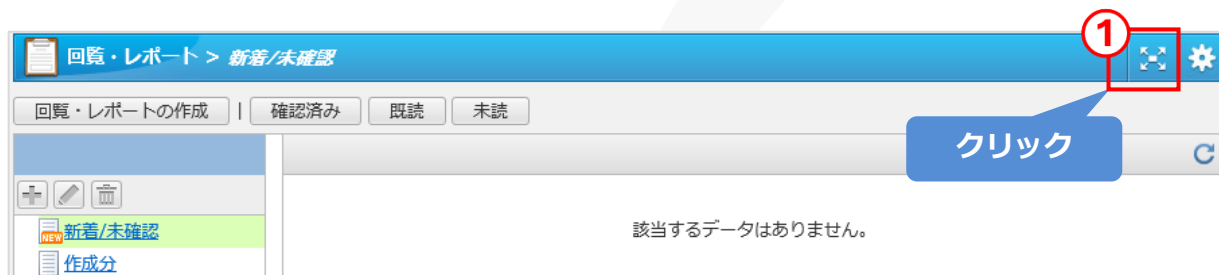 ①
回覧・レポート > 新着/未確認
回覧・レポートの作成 | 確認済み 既読 未読
クリック
NEW 新着/未確認
該当するデータはありません。
作成分